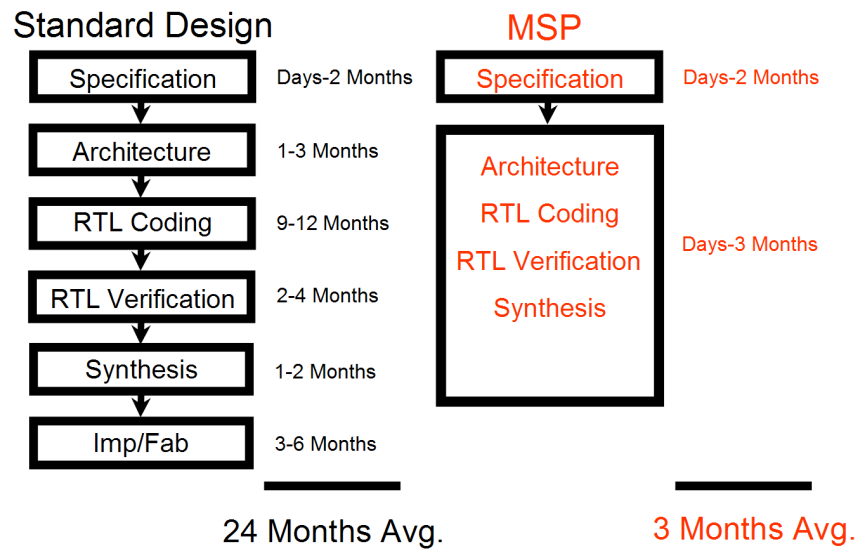 Standard Design
Specification
Days-2 Months
Architecture
1-3 Months
RTL Coding
9-12 Months
RTL Verification
2-4 Months
Synthesis
1-2 Months
Imp/Fab
3-6 Months
24 Months Avg.
MSP
Specification
Days-2 Months
Architecture
RTL Coding
RTL Verification
Synthesis
Days-3 Months
3 Months Avg.